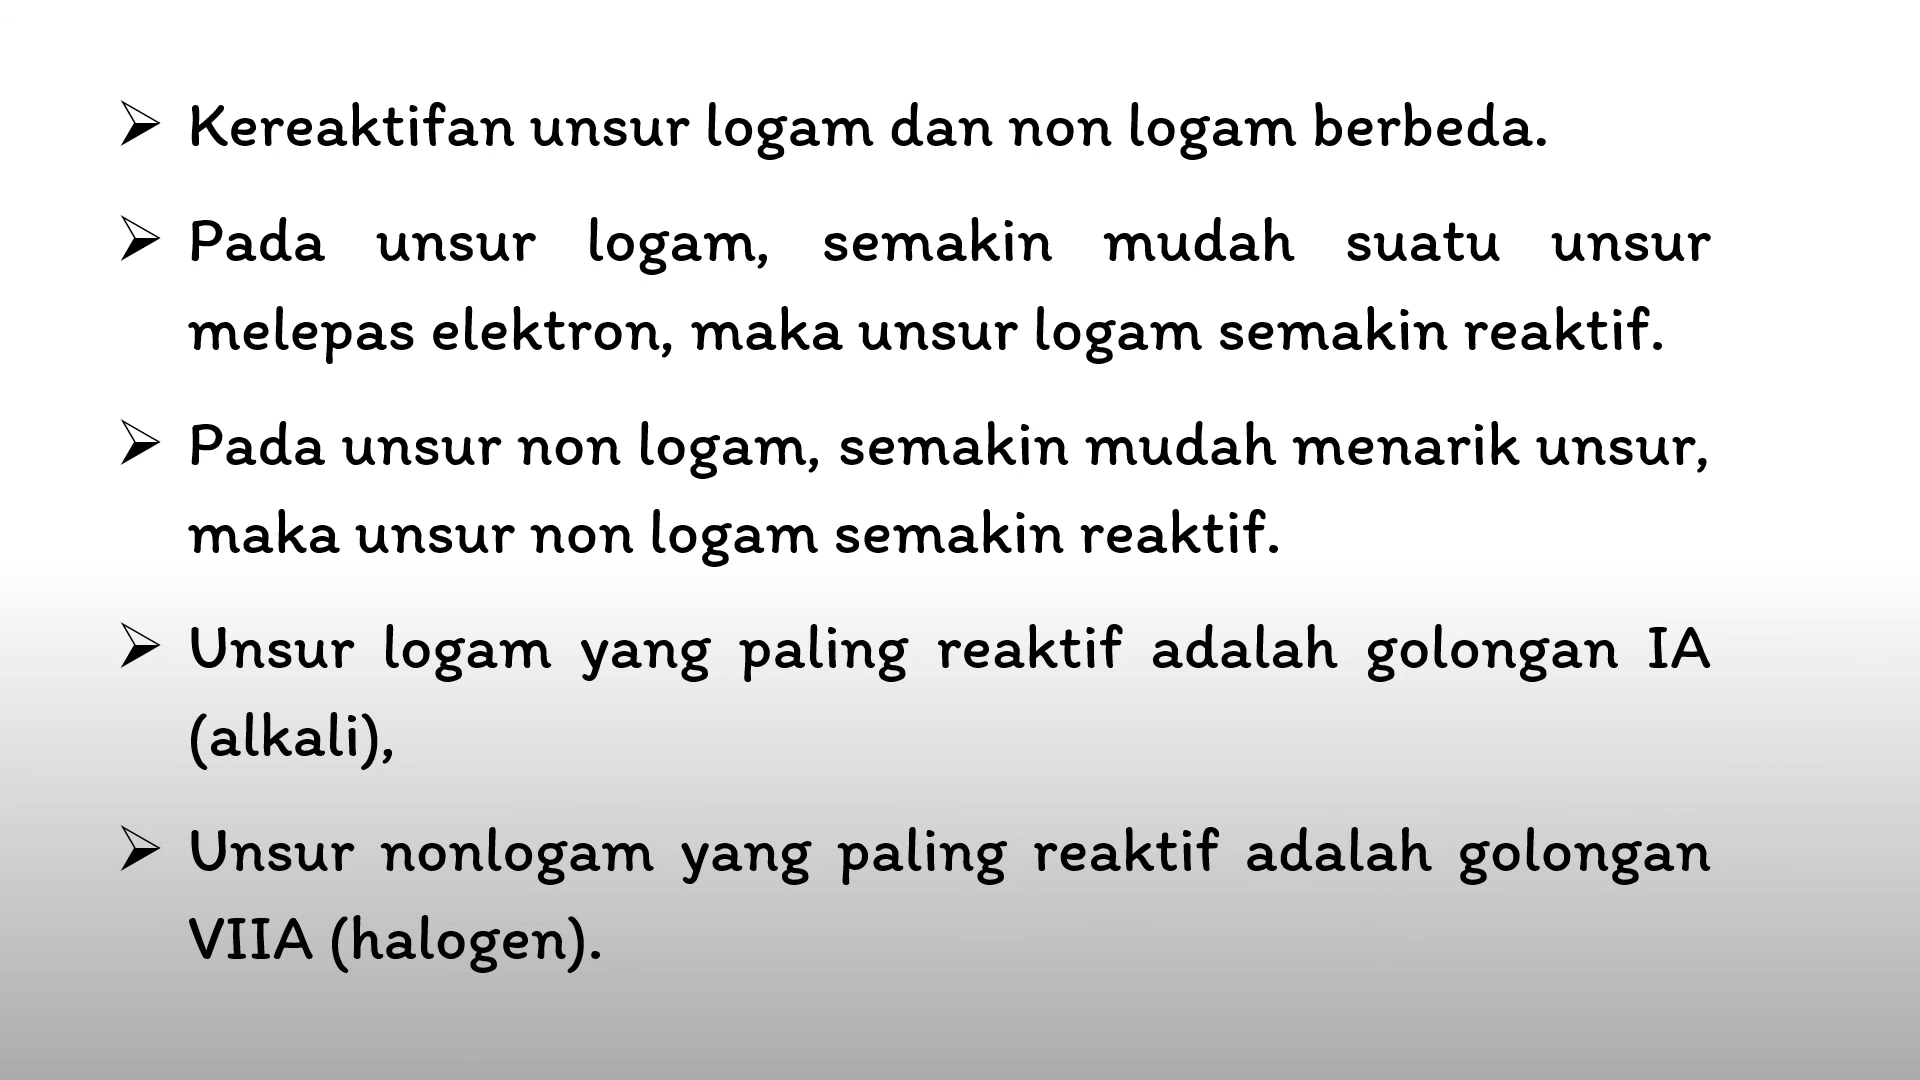 ➢ Kereaktifan unsur logam dan non logam berbeda.
➢ Pada unsur logam, semakin mudah suatu unsur
melepas elektron, maka unsur logam semakin reaktif.
➢ Pada unsur non logam, semakin mudah menarik unsur,
maka unsur non logam semakin reaktif.
➢ Unsur logam yang paling reaktif adalah golongan IA
(alkali),
➢ Unsur nonlogam yang paling reaktif adalah golongan
VIIA (halogen).